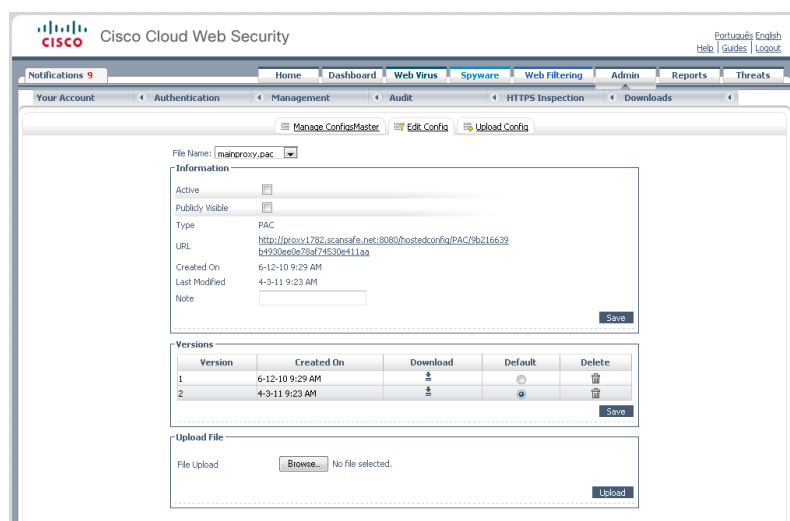 CISCO Cisco Cloud Web Security
Português English
Help | Guides | Logout
Notifications 9
Home Dashboard Web Virus Spyware Web Filtering Admin Reports Threats
Your Account Authentication Management Audit HTTPS Inspection Downloads
Manage ConfigsMaster Edit Config Upload Config
File Name: mainproxy.pac
Information
Active
Publicly Visible
Type PAC
URL http://proxy1782.scansafe.net:8080/hostedconfig/PAC/9b216639
b4930ee0e78af74530e411aa
Created On 6-12-10 9:29 AM
Last Modified 4-3-11 9:23 AM
Note
Save
Versions
Version Created On Download Default Delete
1 6-12-10 9:29 AM
2 4-3-11 9:23 AM
Save
Upload File
File Upload Browse... No file selected.
Upload